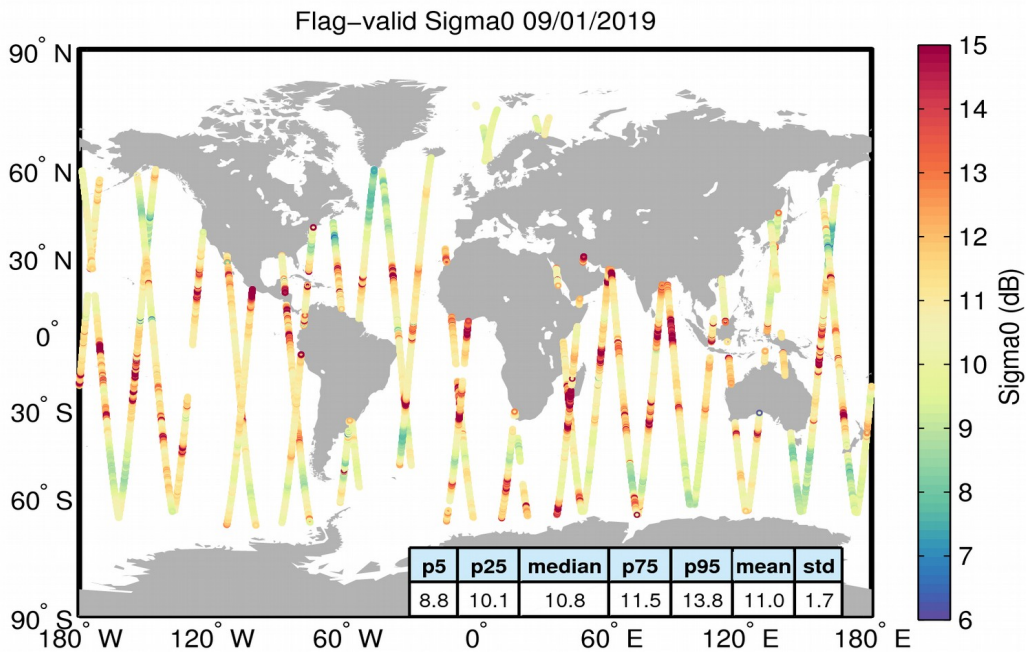 Flag−valid Sigma0 09/01/2019
90° N
60° N
30° N
0°
30° S
60° S
90° S
180° W
120° W
60° W
0°
60° E
120° E
180° E
p5 p25 median p75 p95 mean std
8.8 10.1 10.8 11.5 13.8 11.0 1.7
15
14
13
12
11
10
9
8
7
6
Sigma0 (dB)